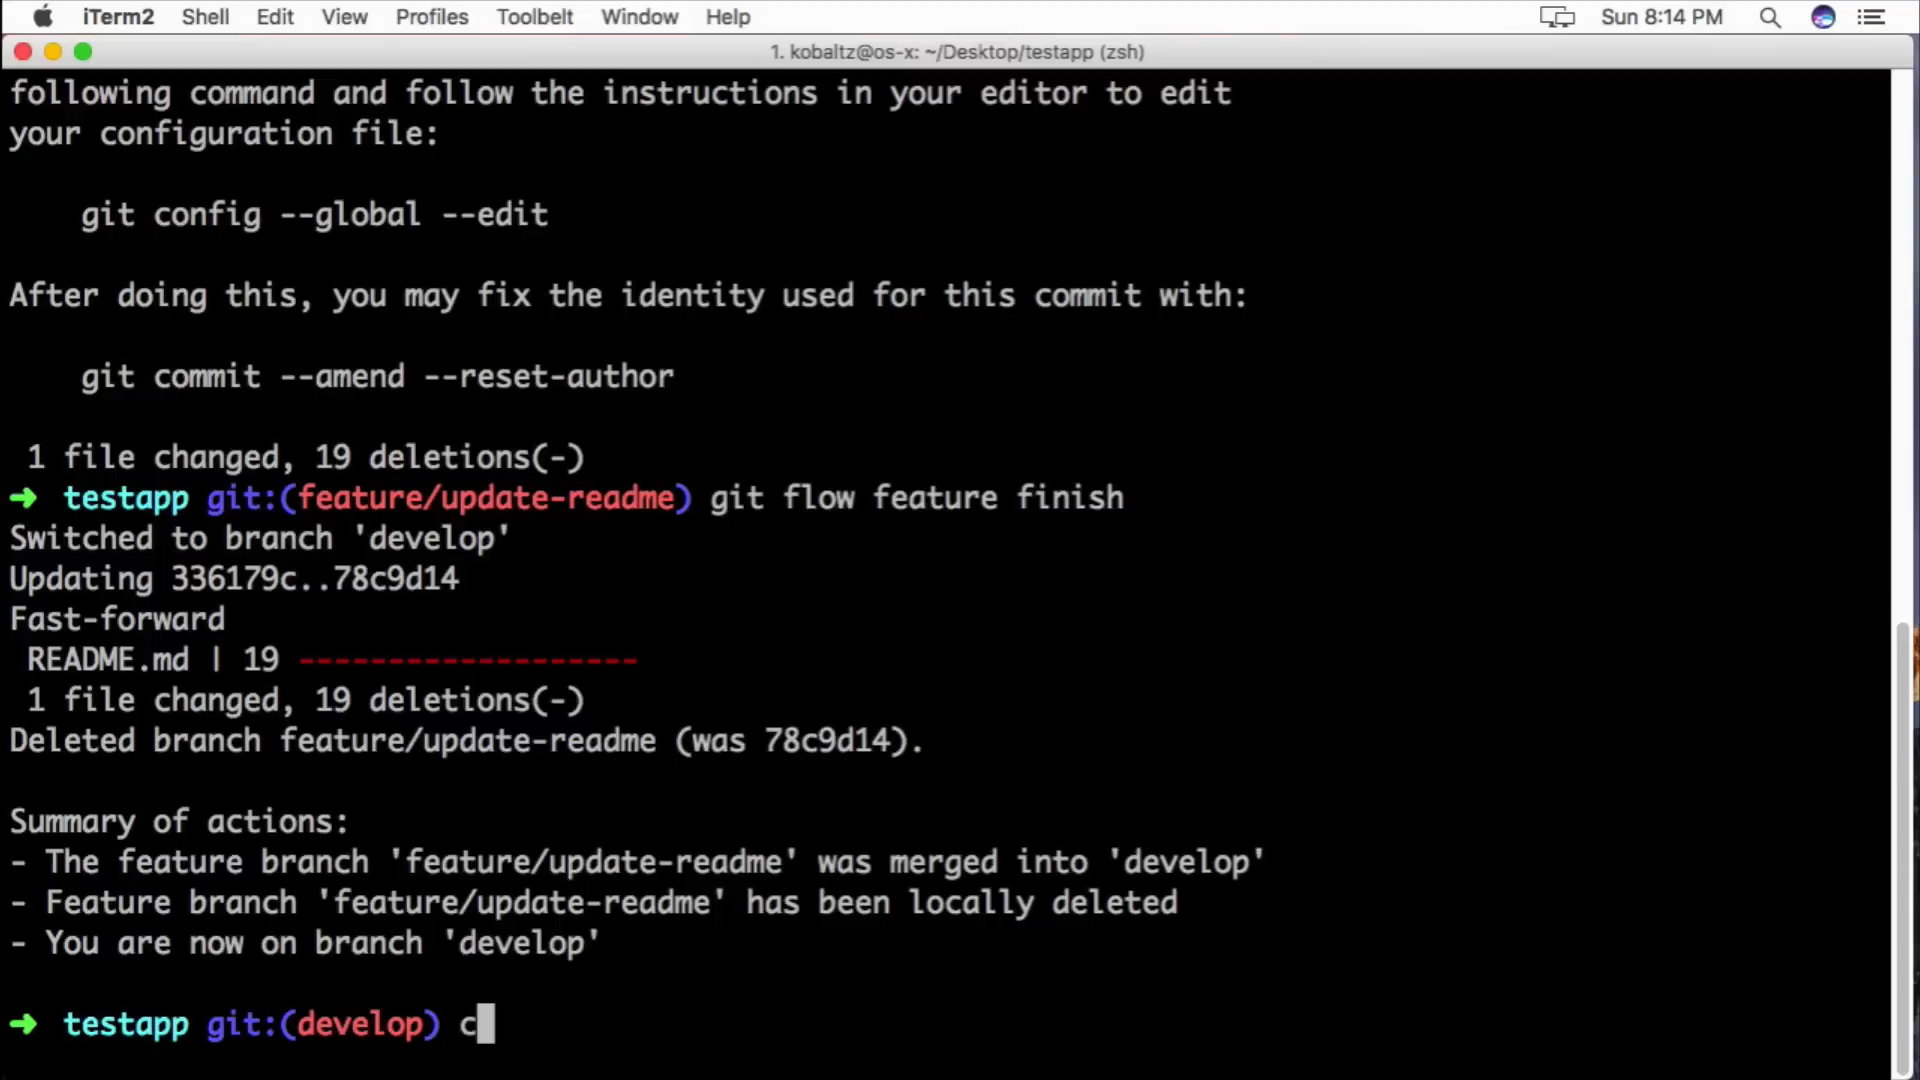 iTerm2 Shell Edit View Profiles Toolbelt Window Help Sun 8:14 PM
1. kobaltz@os-x: ~/Desktop/testapp (zsh)
following command and follow the instructions in your editor to edit
your configuration file:
git config --global --edit
After doing this, you may fix the identity used for this commit with:
git commit --amend --reset-author
1 file changed, 19 deletions(-)
➜ testapp git:(feature/update-readme) git flow feature finish
Switched to branch 'develop'
Updating 336179c..78c9d14
Fast-forward
README.md | 19 -------------------
1 file changed, 19 deletions(-)
Deleted branch feature/update-readme (was 78c9d14).
Summary of actions:
- The feature branch 'feature/update-readme' was merged into 'develop'
- Feature branch 'feature/update-readme' has been locally deleted
- You are now on branch 'develop'
➜ testapp git:(develop) c